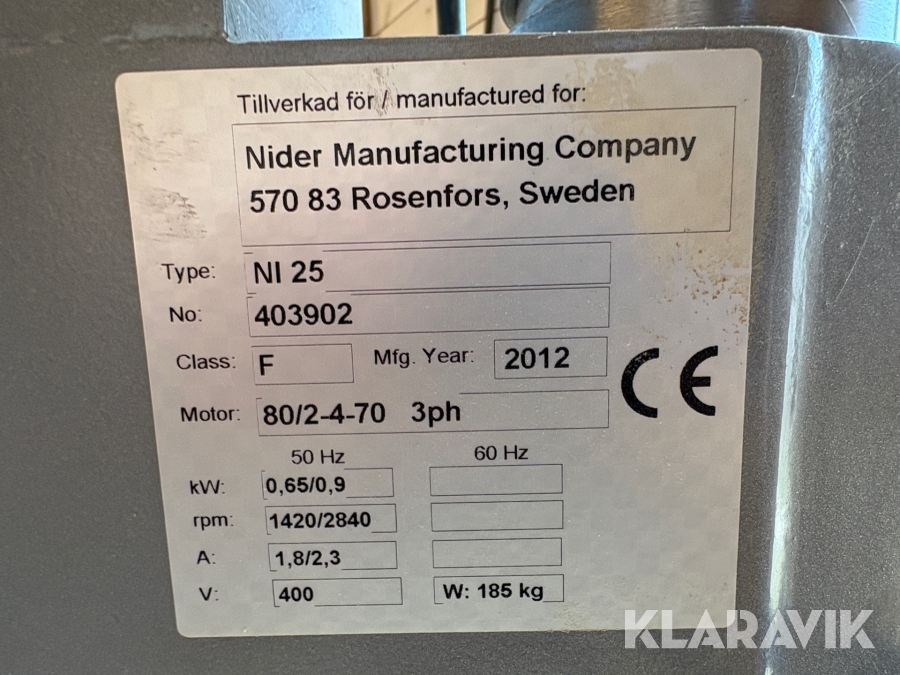 Tillverkad för / manufactured for:
Nider Manufacturing Company
570 83 Rosenfors, Sweden
Type: NI 25
No: 403902
Class: F Mfg. Year: 2012
Motor: 80/2-4-70 3ph
50 Hz 60 Hz
kW: 0,65/0,9
rpm: 1420/2840
A: 1,8/2,3
V: 400 W: 185 kg
CE
KLARAVIK